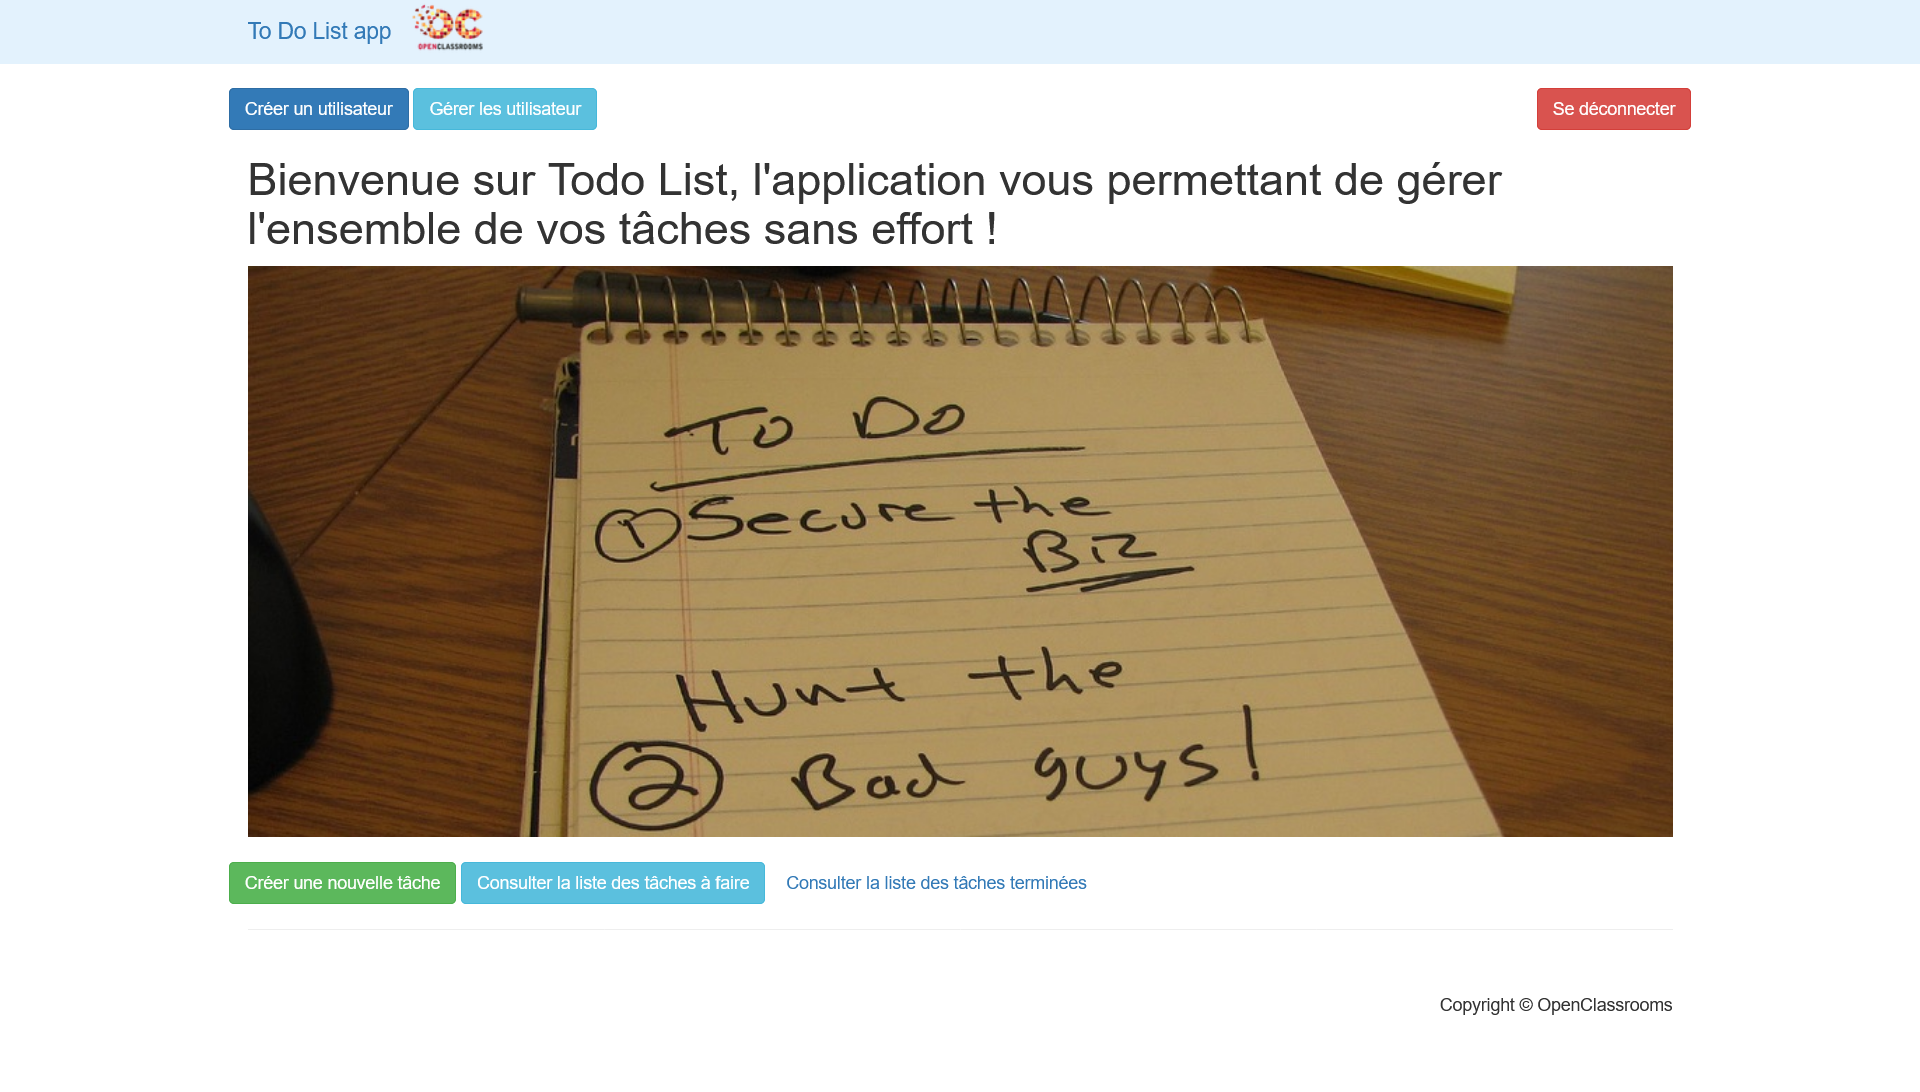 To Do List app
OPENCLASSROOMS
Créer un utilisateur
Gérer les utilisateur
Se déconnecter
Bienvenue sur Todo List, l'application vous permettant de gérer
l'ensemble de vos tâches sans effort !
To Do
1 Secure the
Biz
Hunt the
2 Bad guys!
Créer une nouvelle tâche
Consulter la liste des tâches à faire
Consulter la liste des tâches terminées
Copyright © OpenClassrooms